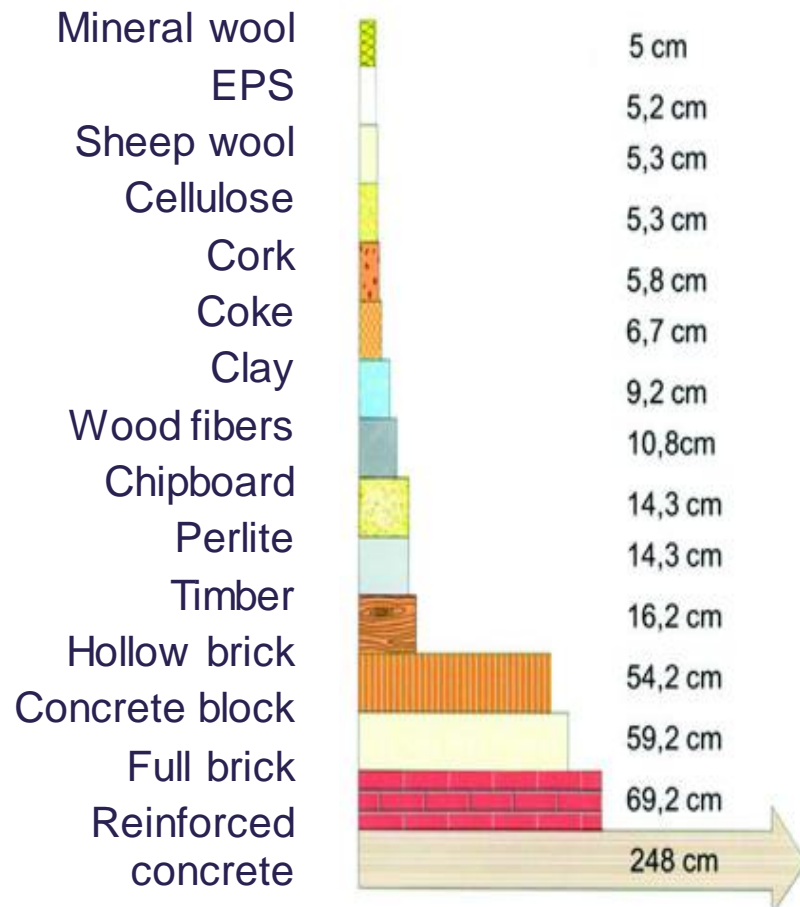 Mineral wool 5 cm
EPS 5,2 cm
Sheep wool 5,3 cm
Cellulose 5,3 cm
Cork 5,8 cm
Coke 6,7 cm
Clay 9,2 cm
Wood fibers 10,8cm
Chipboard 14,3 cm
Perlite 14,3 cm
Timber 16,2 cm
Hollow brick 54,2 cm
Concrete block 59,2 cm
Full brick 69,2 cm
Reinforced
concrete 248 cm